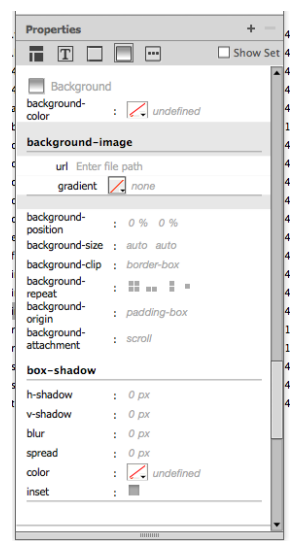 Properties
T
Show Set
Background
background-
color : undefined
background-image
url Enter file path
gradient none
background-
position : 0 % 0 %
background-size : auto auto
background-clip : border-box
background-
repeat :
background-
origin : padding-box
background-
attachment : scroll
box-shadow
h-shadow : 0 px
v-shadow : 0 px
blur : 0 px
spread : 0 px
color : undefined
inset :